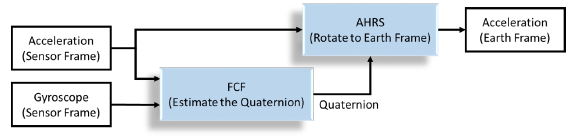 AHRS
(Rotate to Earth Frame)
Acceleration
(Earth Frame)
Acceleration
(Sensor Frame)
FCF
(Estimate the Quaternion)
Gyroscope
(Sensor Frame)
Quaternion